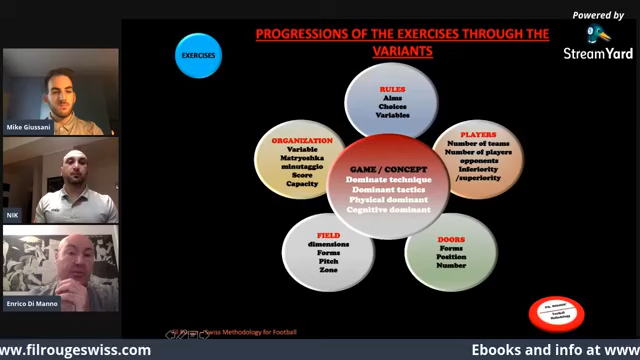 Powered by
StreamYard
PROGRESSIONS OF THE EXERCISES THROUGH THE
VARIANTS
EXERCISES
RULES
Aims
Choices
Variables
ORGANIZATION
Variable
Matryoshka
minutaggio
Score
Capacity
PLAYERS
Number of teams
Number of players
opponents
Inferiority
/superiority
GAME / CONCEPT
Dominate technique
Dominant tactics
Physical dominant
Cognitive dominant
FIELD
dimensions
Forms
Pitch
Zone
DOORS
Forms
Position
Number
Mike Giussani
NIK
Enrico Di Manno
Swiss Methodology for Football
ww.filrougeswiss.com
Ebooks and info at www